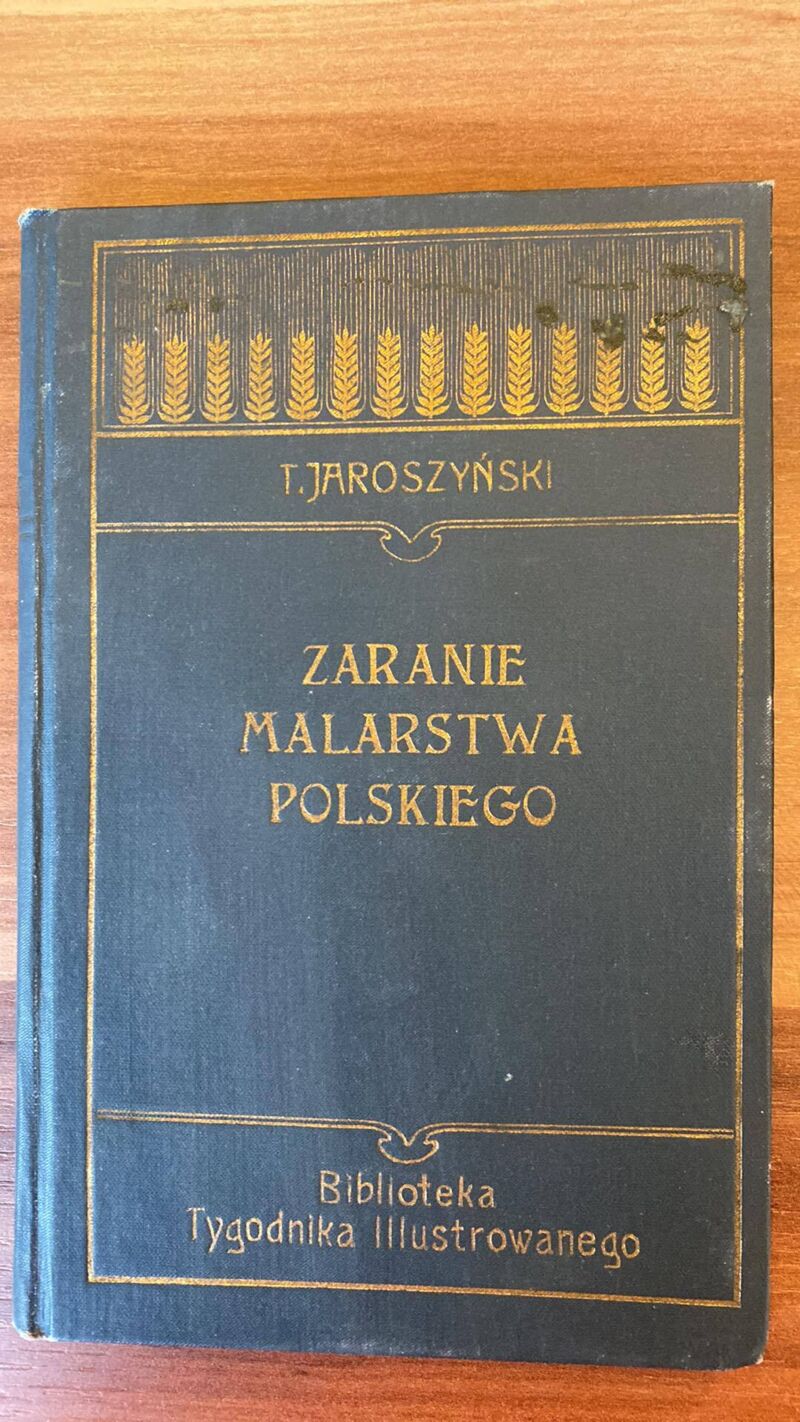 T. JAROSZYŃSKI
ZARANIE
MALARSTWA
POLSKIEGO
Biblioteka
Tygodnika Illustrowanego